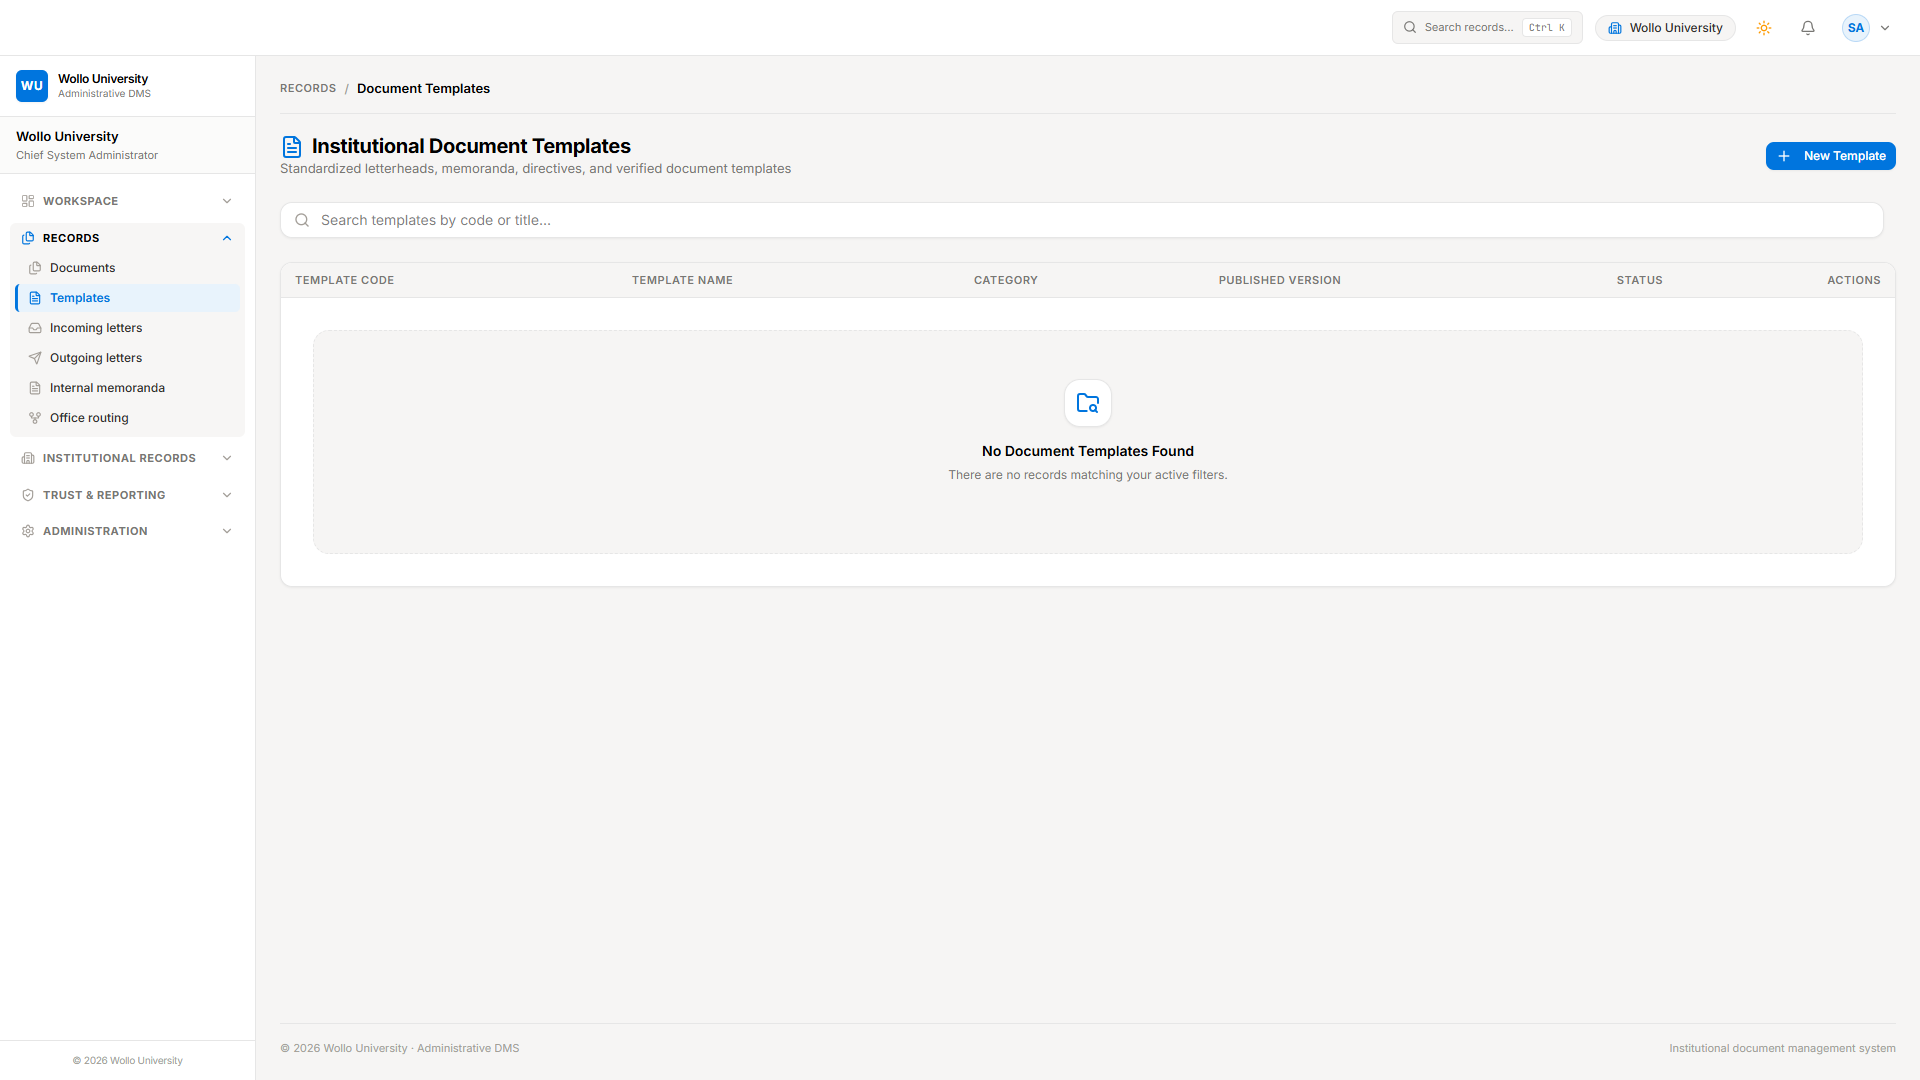 Search records... Ctrl K
Wollo University
SA
WU
Wollo University
Administrative DMS
Wollo University
Chief System Administrator
WORKSPACE
RECORDS
Documents
Templates
Incoming letters
Outgoing letters
Internal memoranda
Office routing
INSTITUTIONAL RECORDS
TRUST & REPORTING
ADMINISTRATION
© 2026 Wollo University
RECORDS / Document Templates
Institutional Document Templates
Standardized letterheads, memoranda, directives, and verified document templates
+ New Template
Search templates by code or title...
TEMPLATE CODE TEMPLATE NAME CATEGORY PUBLISHED VERSION STATUS ACTIONS
No Document Templates Found
There are no records matching your active filters.
© 2026 Wollo University · Administrative DMS
Institutional document management system